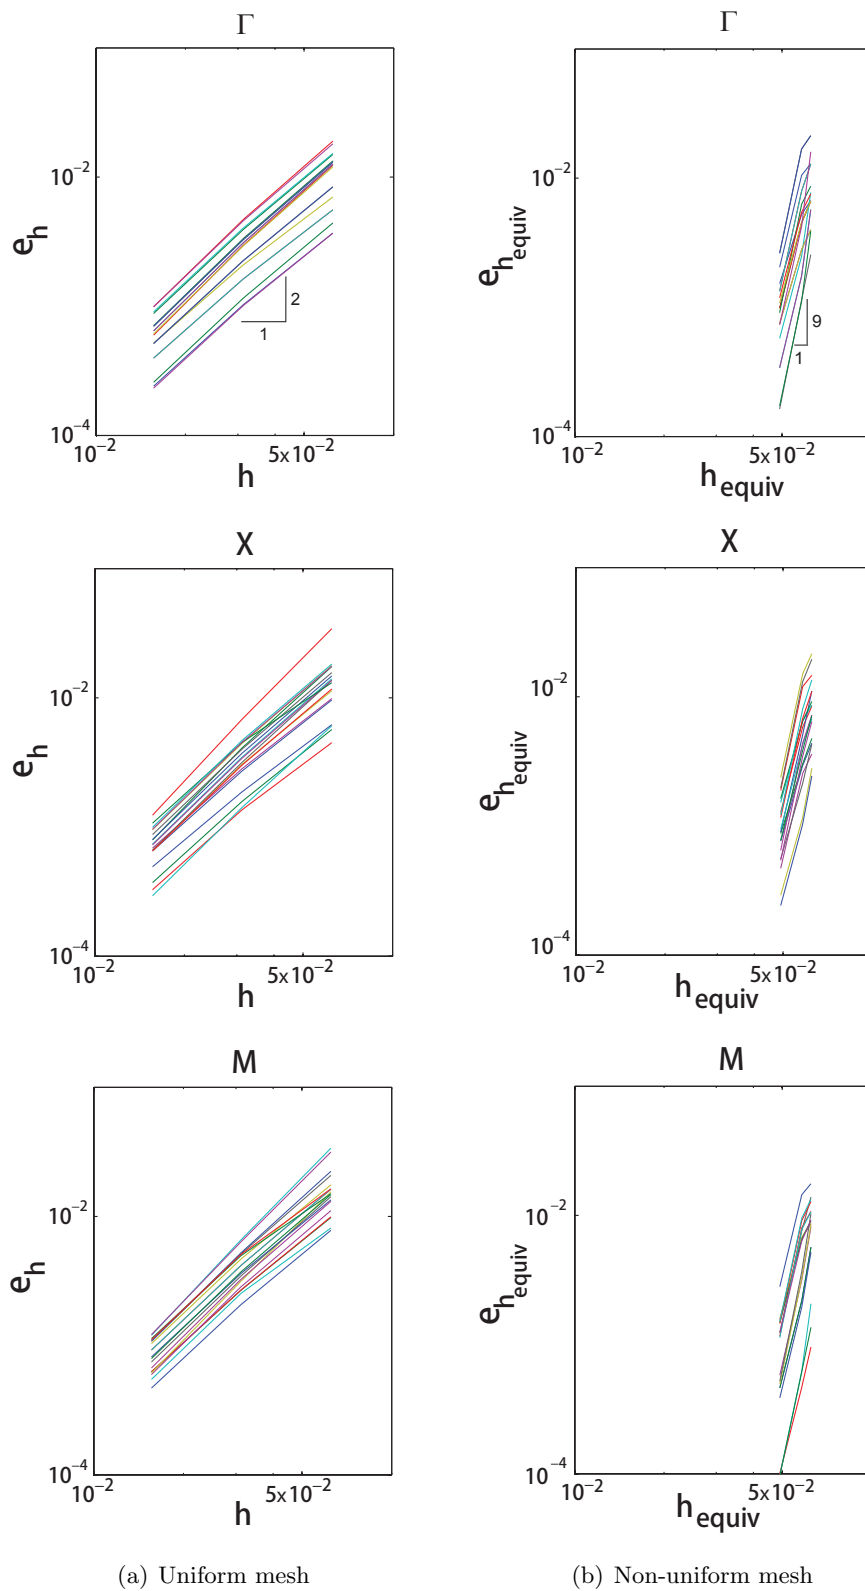 Γ
10⁻²
e_h
2
1
10⁻⁴
10⁻²
5x10⁻²
h
Γ
10⁻²
e_h_equiv
9
1
10⁻⁴
10⁻²
5x10⁻²
h_equiv
X
10⁻²
e_h
10⁻⁴
10⁻²
5x10⁻²
h
X
10⁻²
e_h_equiv
10⁻⁴
10⁻²
5x10⁻²
h_equiv
M
10⁻²
e_h
10⁻⁴
10⁻²
5x10⁻²
h
M
10⁻²
e_h_equiv
10⁻⁴
10⁻²
5x10⁻²
h_equiv
(a) Uniform mesh
(b) Non-uniform mesh